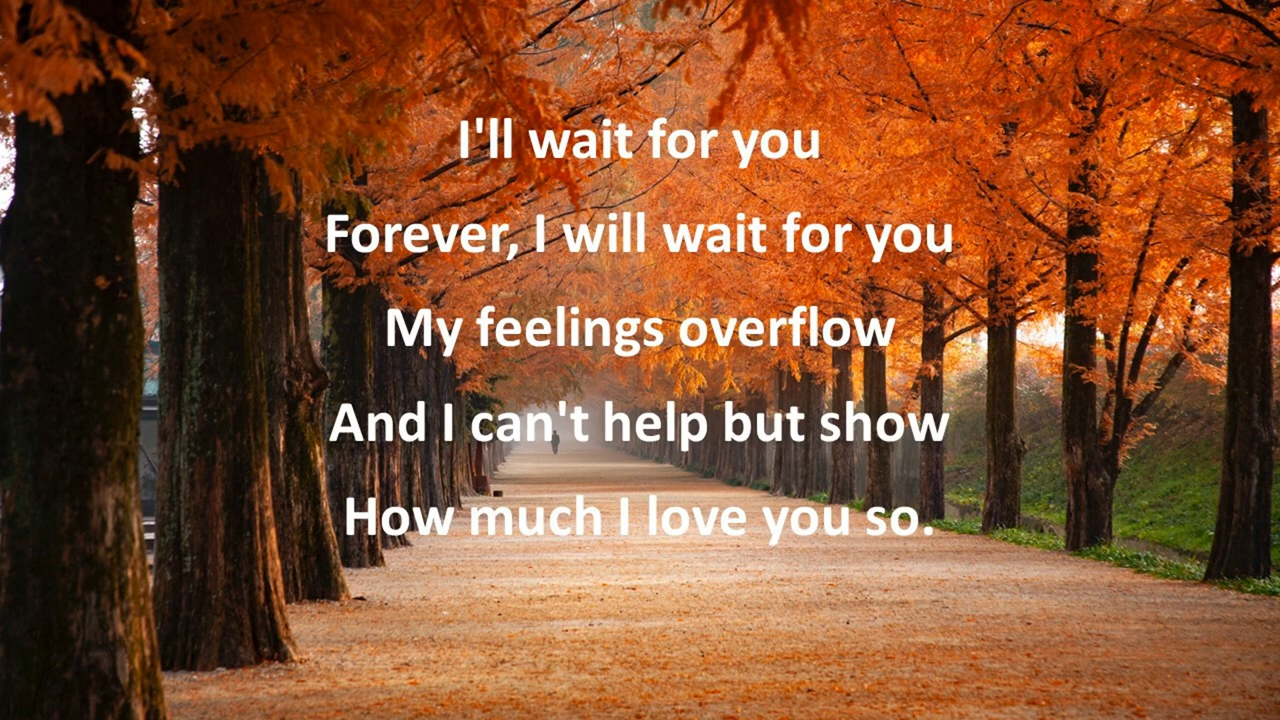 I'll wait for you
Forever, I will wait for you
My feelings overflow
And I can't help but show
How much I love you so.